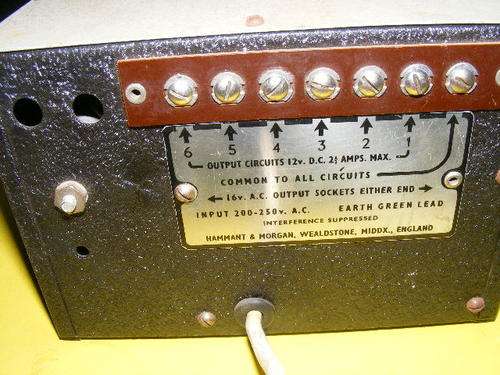 6 5 4 3 2 1
OUTPUT CIRCUITS 12v. D.C. 2½ AMPS. MAX.
COMMON TO ALL CIRCUITS
16v. A.C. OUTPUT SOCKETS EITHER END
INPUT 200-250v. A.C. EARTH GREEN LEAD
INTERFERENCE SUPPRESSED
HAMMANT & MORGAN, WEALDSTONE, MIDDX., ENGLAND